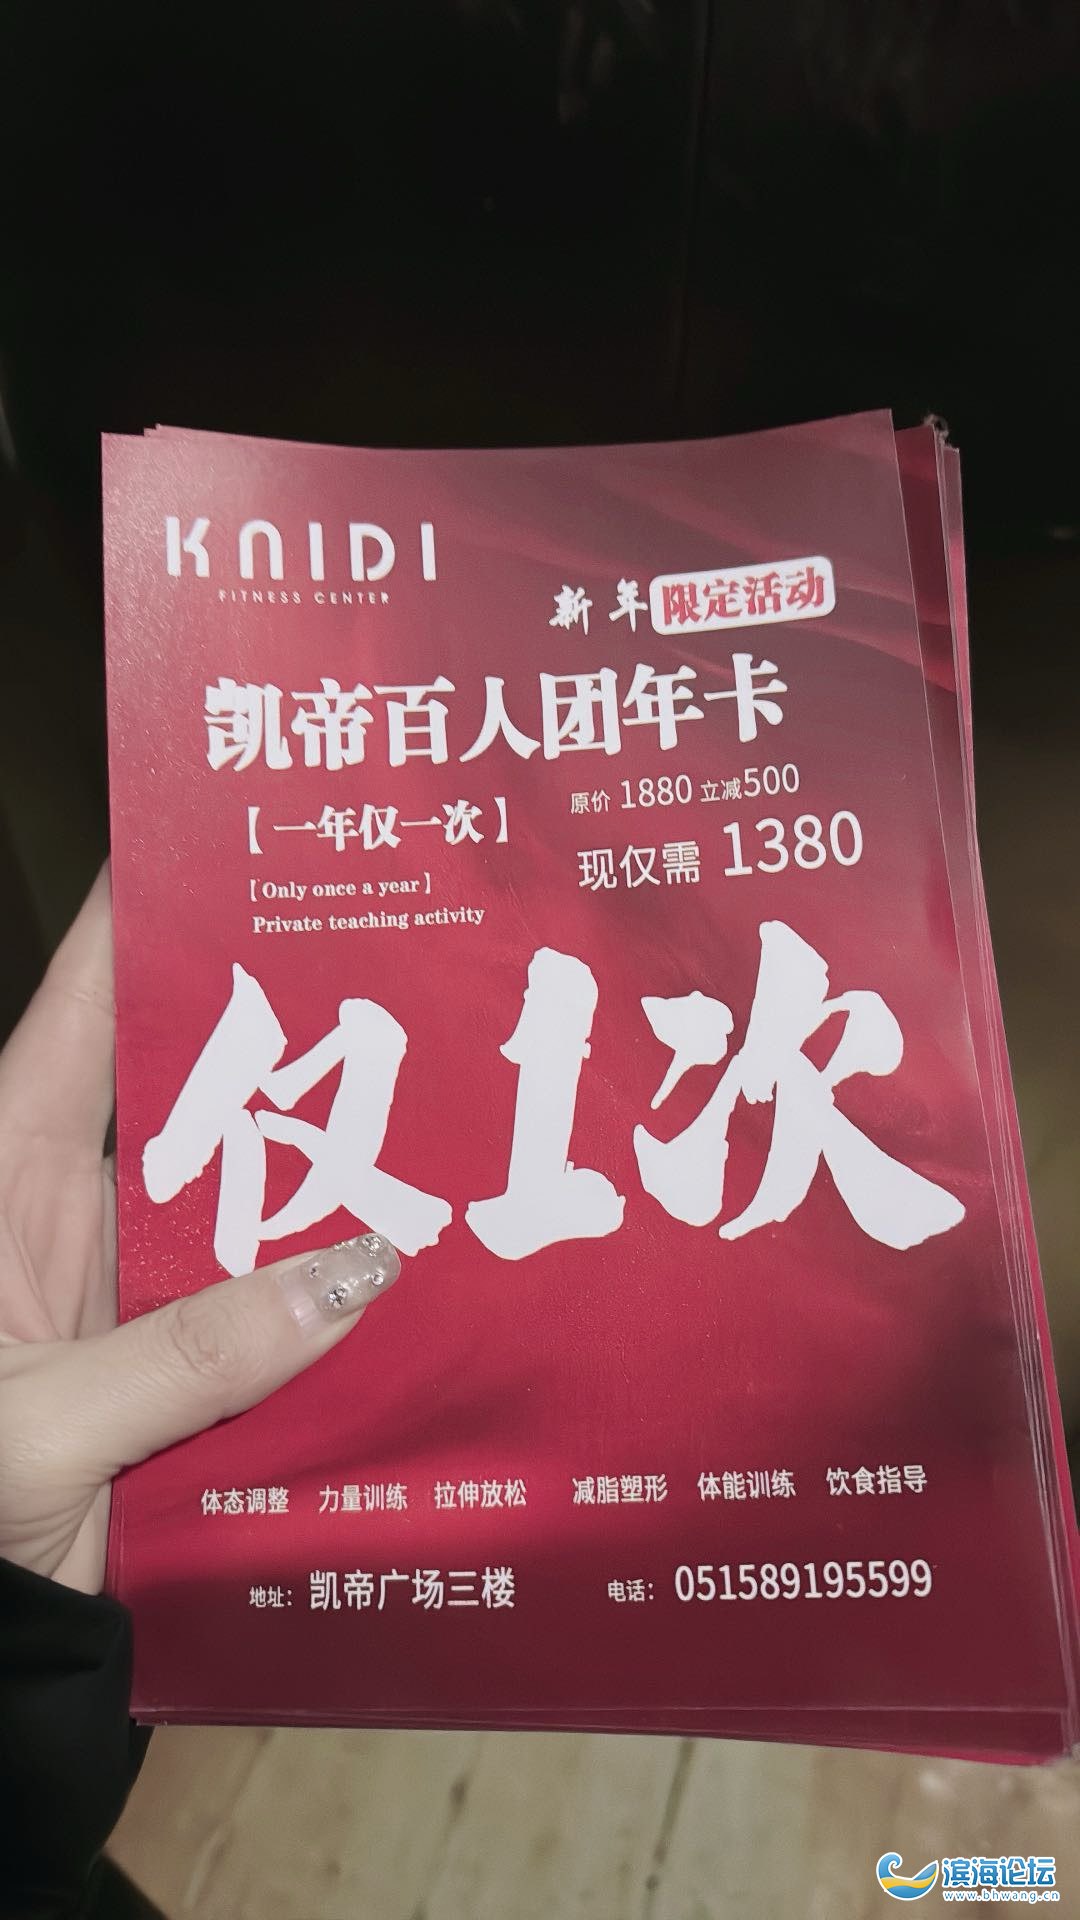 KAIDI
FITNESS CENTER
新年 限定活动
凯帝百人团年卡
【一年仅一次】
原价 1880 立减500
现仅需 1380
【Only once a year】
Private teaching activity
仅1次
体态调整 力量训练 拉伸放松 减脂塑形 体能训练 饮食指导
地址：凯帝广场三楼 电话：051589195599
滨海论坛
www.bhwang.cn